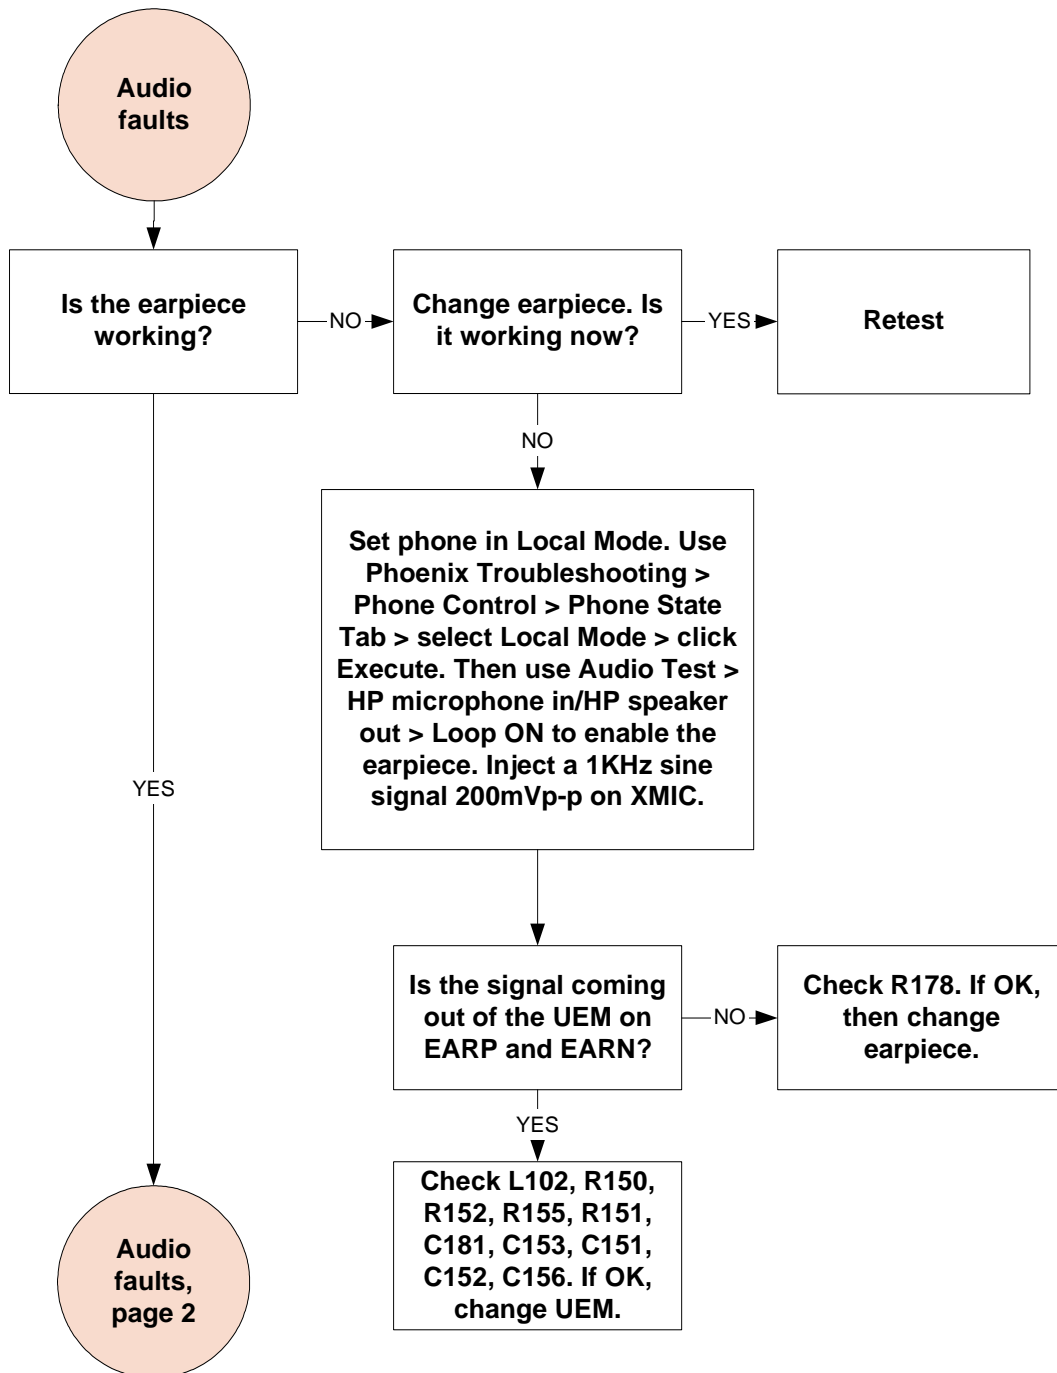 Audio
faults
Is the earpiece
working?
NO
Change earpiece. Is
it working now?
YES
Retest
NO
Set phone in Local Mode. Use
Phoenix Troubleshooting >
Phone Control > Phone State
Tab > select Local Mode > click
Execute. Then use Audio Test >
HP microphone in/HP speaker
out > Loop ON to enable the
earpiece. Inject a 1KHz sine
signal 200mVp-p on XMIC.
YES
Is the signal coming
out of the UEM on
EARP and EARN?
NO
Check R178. If OK,
then change
earpiece.
YES
Check L102, R150,
R152, R155, R151,
C181, C153, C151,
C152, C156. If OK,
change UEM.
Audio
faults,
page 2